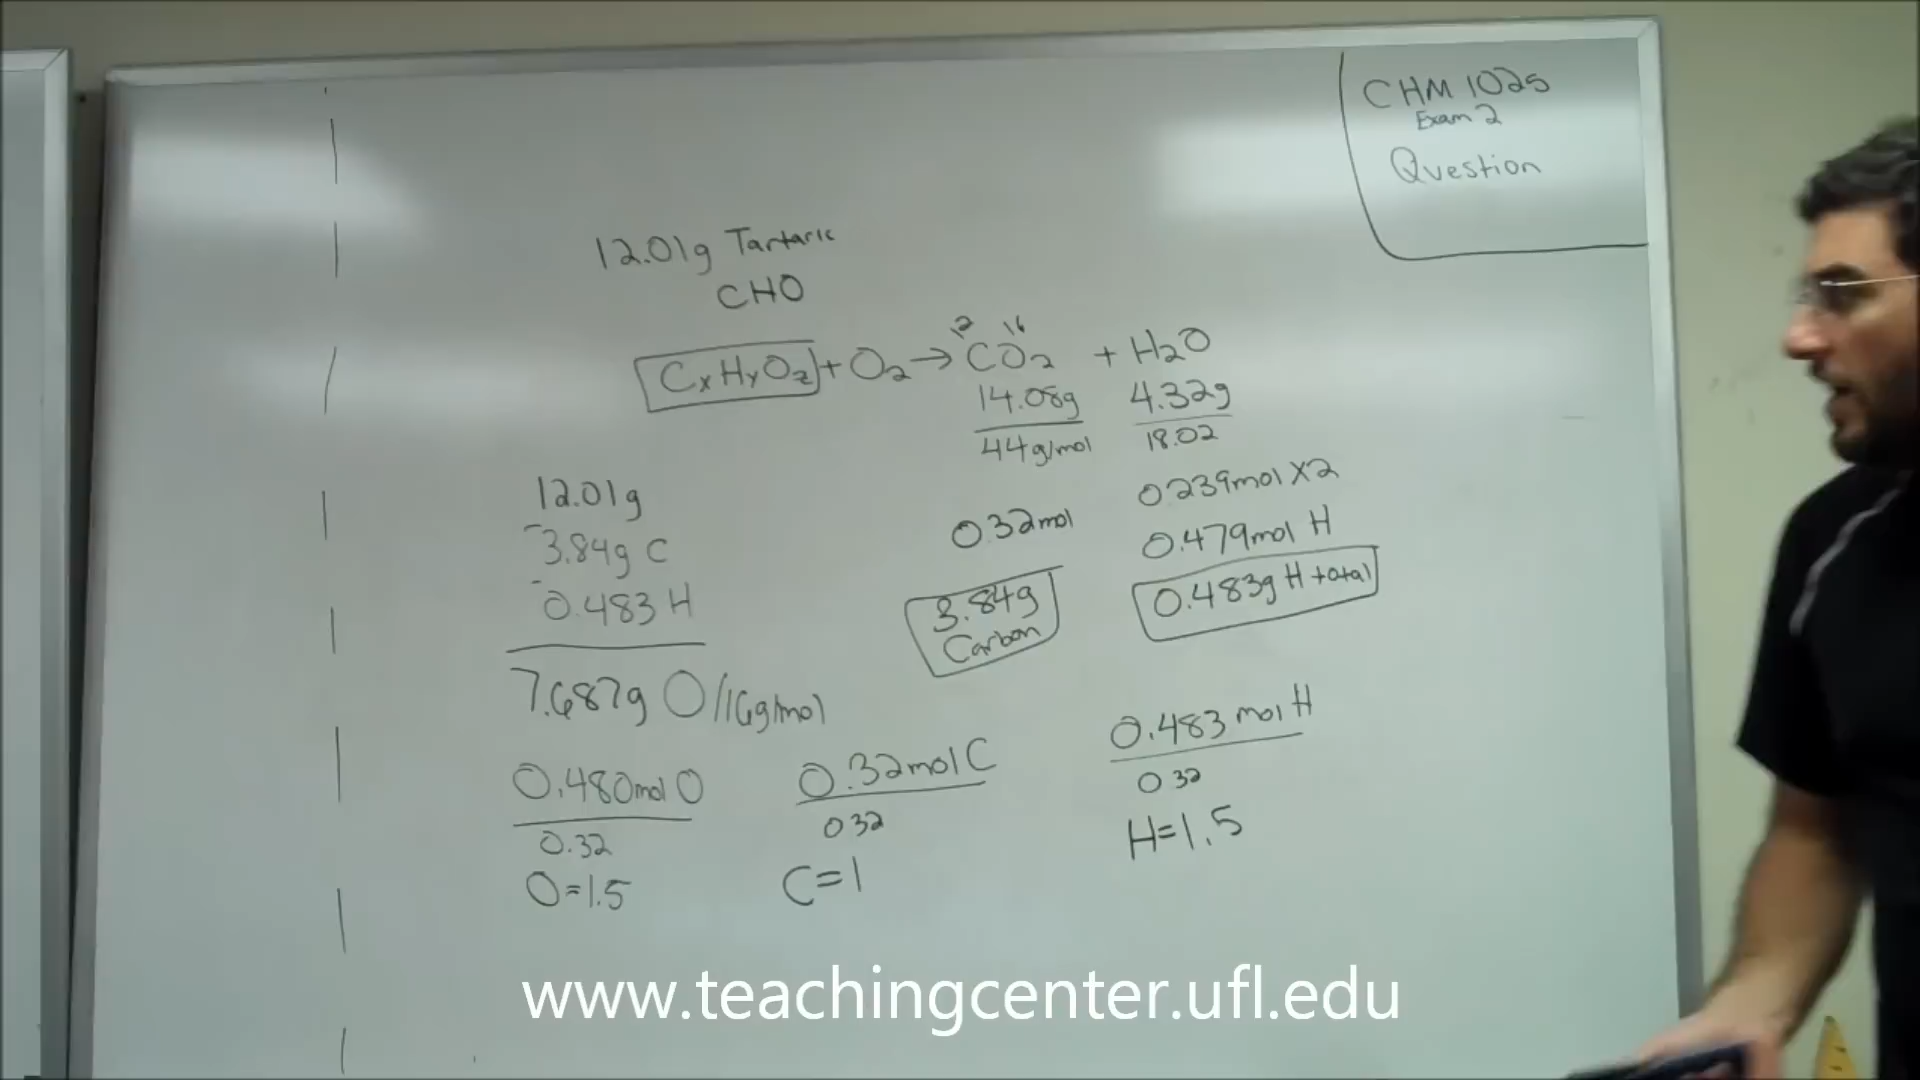 CHM 1025
Exam 2
Question
12.01g Tartaric
CHO
CxHyOz + O2 → CO2 + H2O
12 16
14.08g 4.32g
44g/mol 18.02
0.32mol 0.239mol X2
0.479mol H
3.84g
Carbon
0.483g H total
12.01g
-3.84g C
-0.483 H
7.687g O/16g/mol
0.480mol O 0.32mol C 0.483 mol H
0.32 0.32 0.32
O=1.5 C=1 H=1.5
www.teachingcenter.ufl.edu